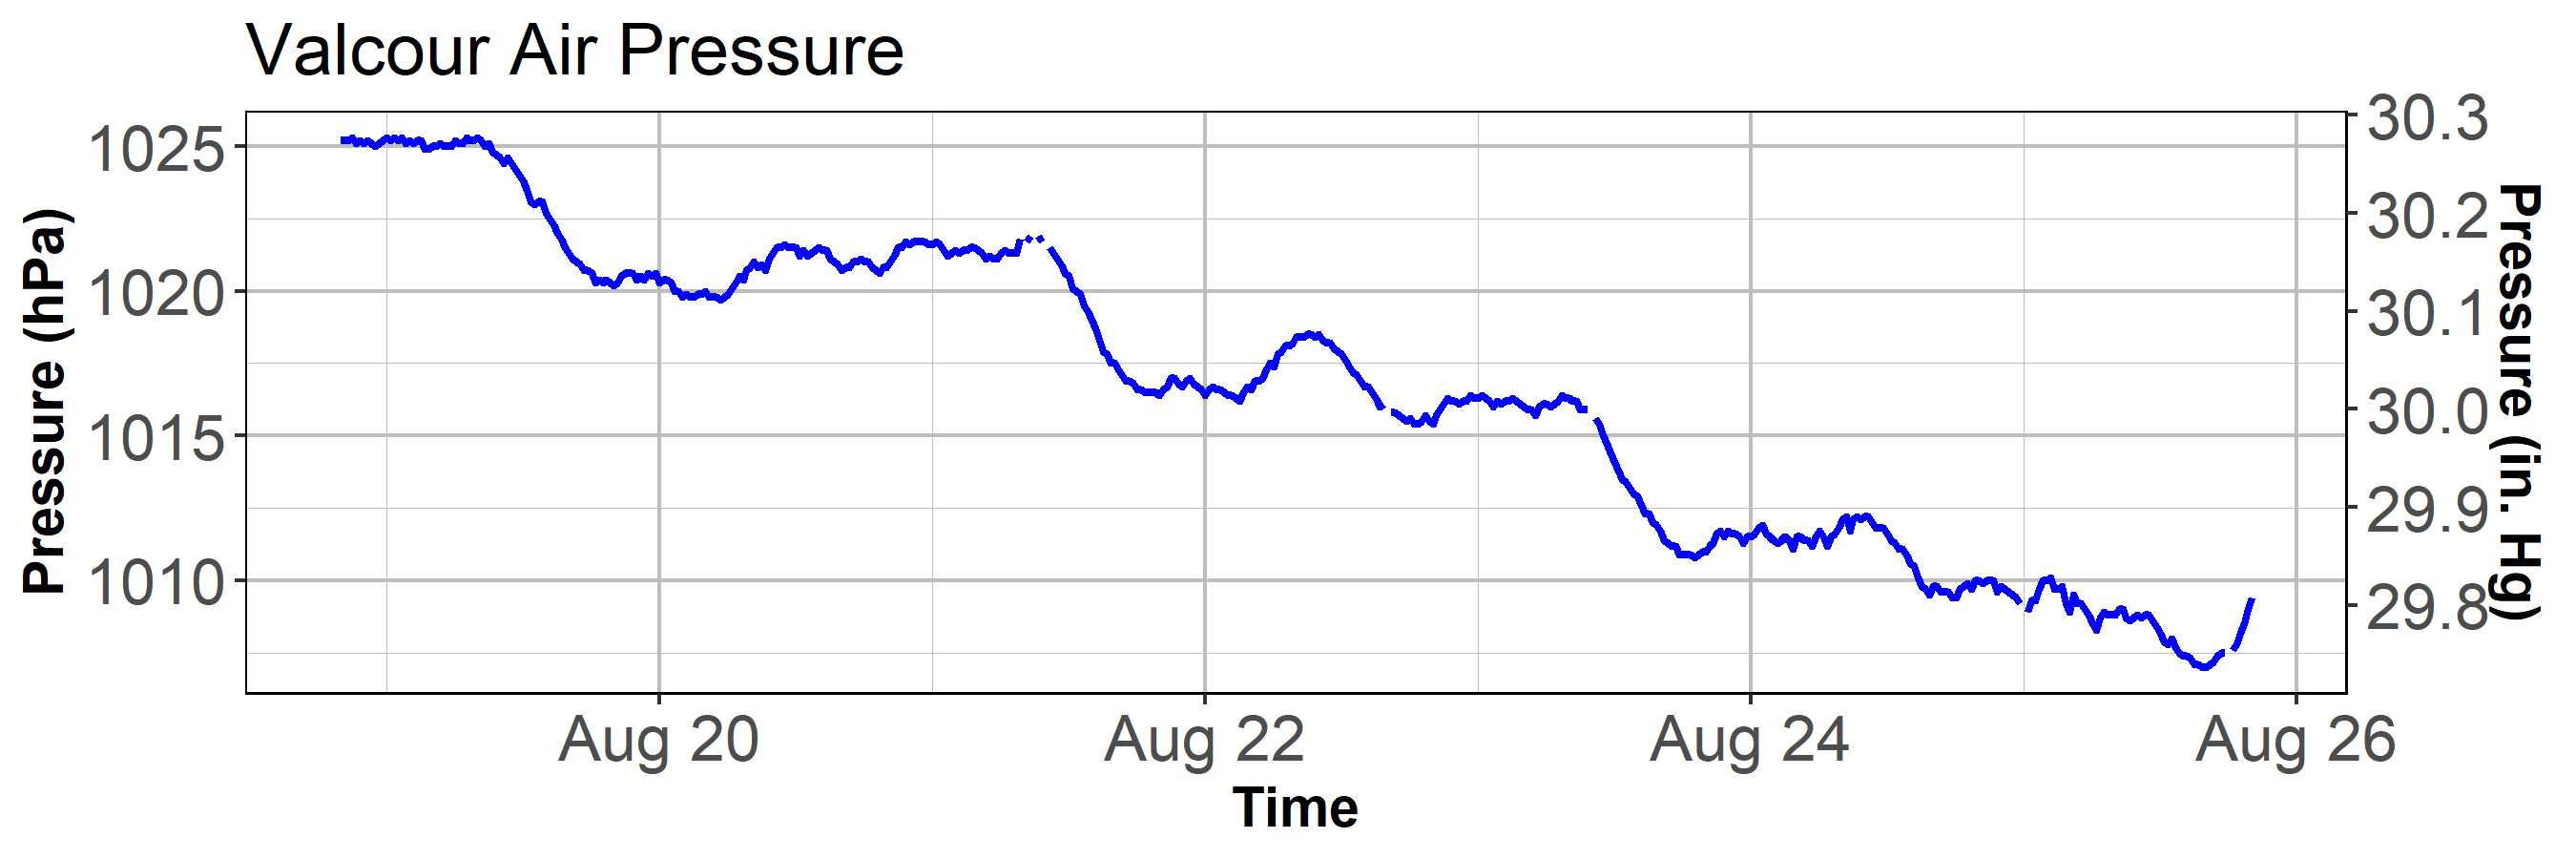 Valcour Air Pressure
1025
1020
1015
1010
Pressure (hPa)
30.3
30.2
30.1
30.0
29.9
29.8
Pressure (in. Hg)
Aug 20 Aug 22 Aug 24 Aug 26
Time